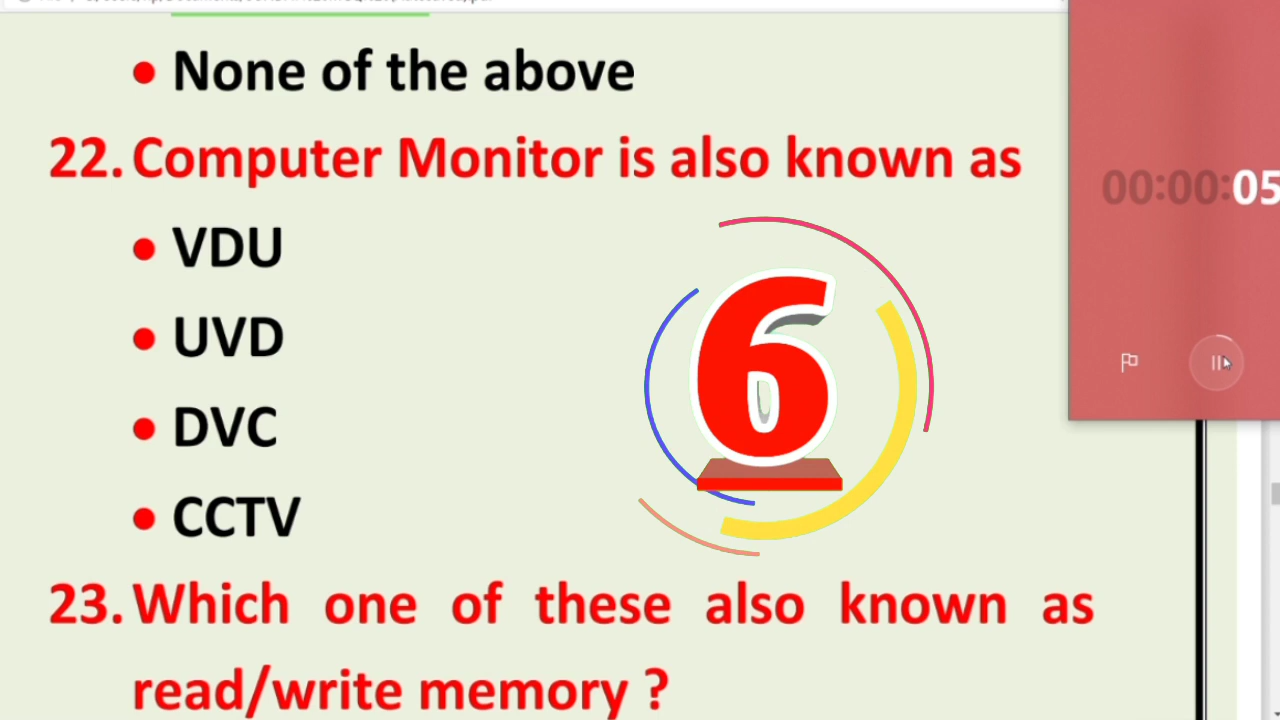 • None of the above
22. Computer Monitor is also known as
00:00:05
• VDU
• UVD
6
• DVC
• CCTV
23. Which one of these also known as
read/write memory ?